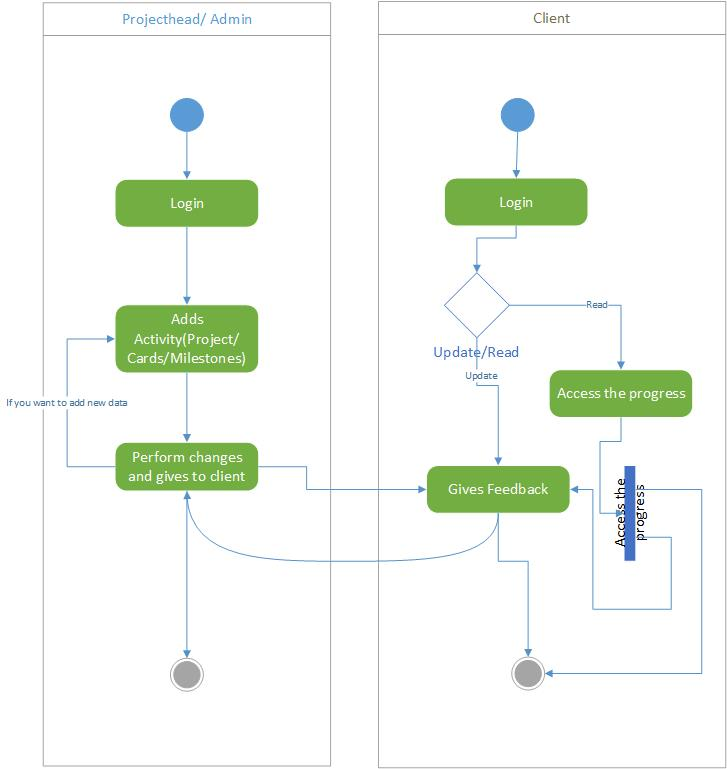 Projecthead/ Admin
Client
Login
Login
Adds
Activity(Project/
Cards/Milestones)
Read
Update/Read
Update
Access the progress
If you want to add new data
Perform changes
and gives to client
Gives Feedback
Access the
progress